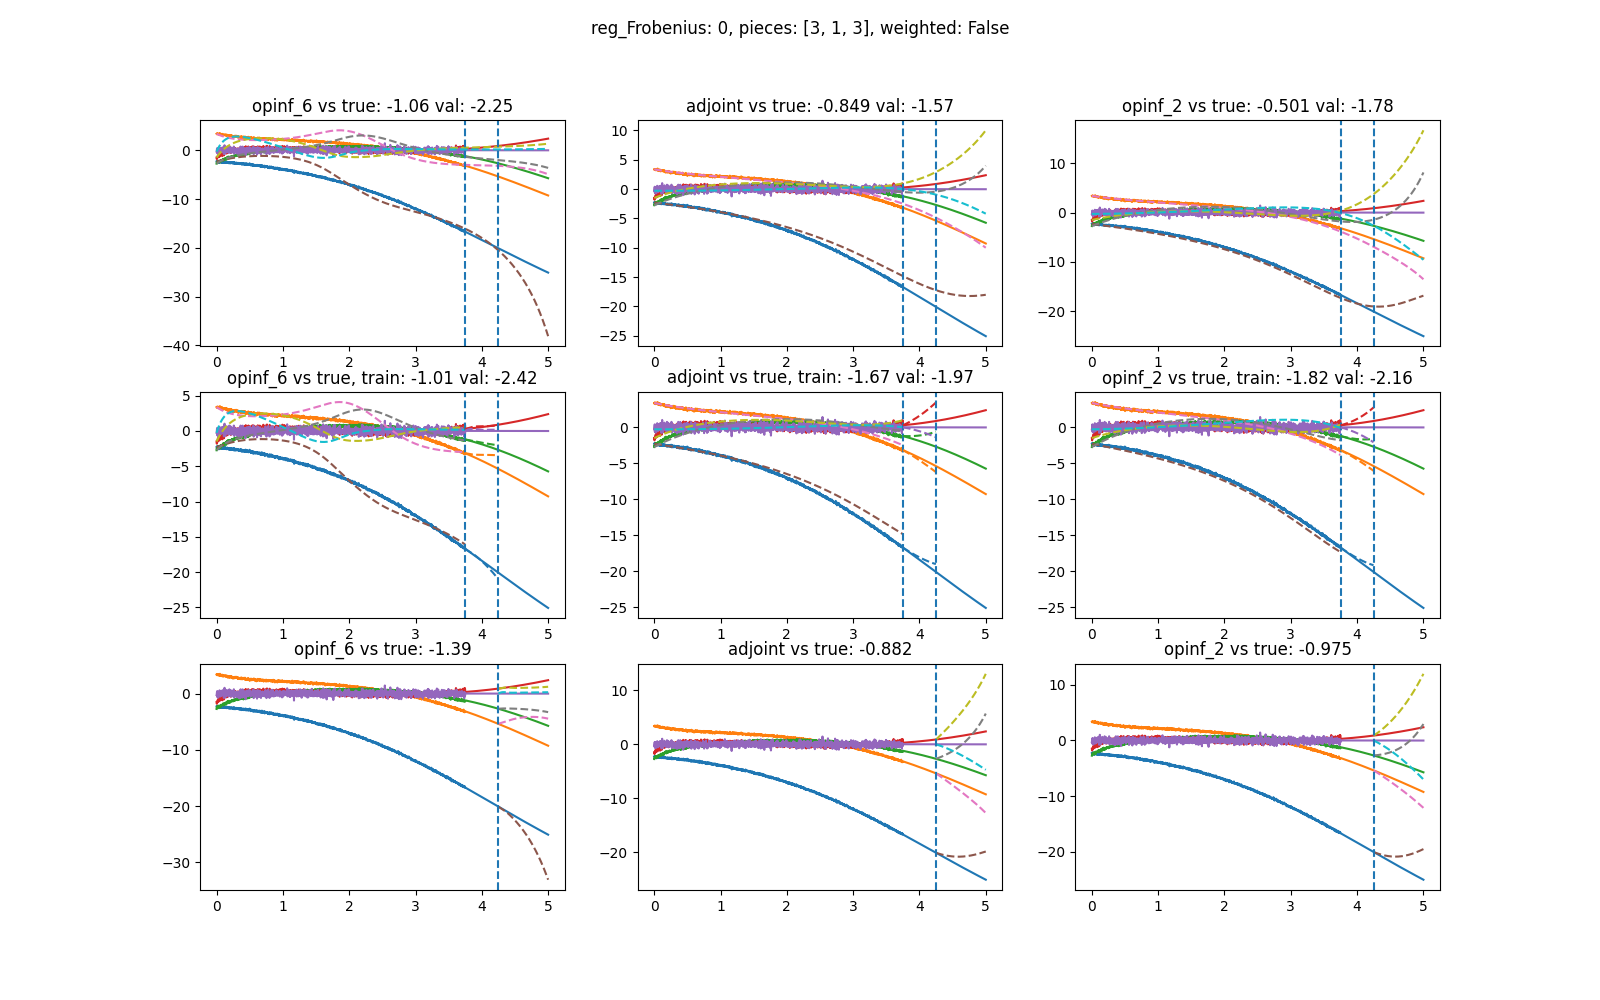 reg_Frobenius: 0, pieces: [3, 1, 3], weighted: False
opinf_6 vs true: -1.06 val: -2.25
adjoint vs true: -0.849 val: -1.57
opinf_2 vs true: -0.501 val: -1.78
0
−10
−20
−30
−40
0 1 2 3 4 5
10
5
0
−5
−10
−15
−20
−25
0 1 2 3 4 5
10
0
−10
−20
0 1 2 3 4 5
opinf_6 vs true, train: -1.01 val: -2.42
adjoint vs true, train: -1.67 val: -1.97
opinf_2 vs true, train: -1.82 val: -2.16
5
0
−5
−10
−15
−20
−25
0 1 2 3 4 5
0
−5
−10
−15
−20
−25
0 1 2 3 4 5
0
−5
−10
−15
−20
−25
0 1 2 3 4 5
opinf_6 vs true: -1.39
adjoint vs true: -0.882
opinf_2 vs true: -0.975
0
−10
−20
−30
0 1 2 3 4 5
10
0
−10
−20
0 1 2 3 4 5
10
0
−10
−20
0 1 2 3 4 5